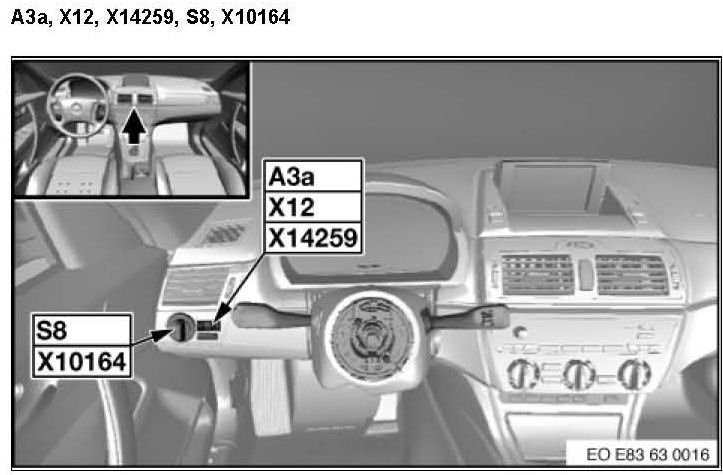 A3a, X12, X14259, S8, X10164
A3a
X12
X14259
S8
X10164
EO E83 63 0016